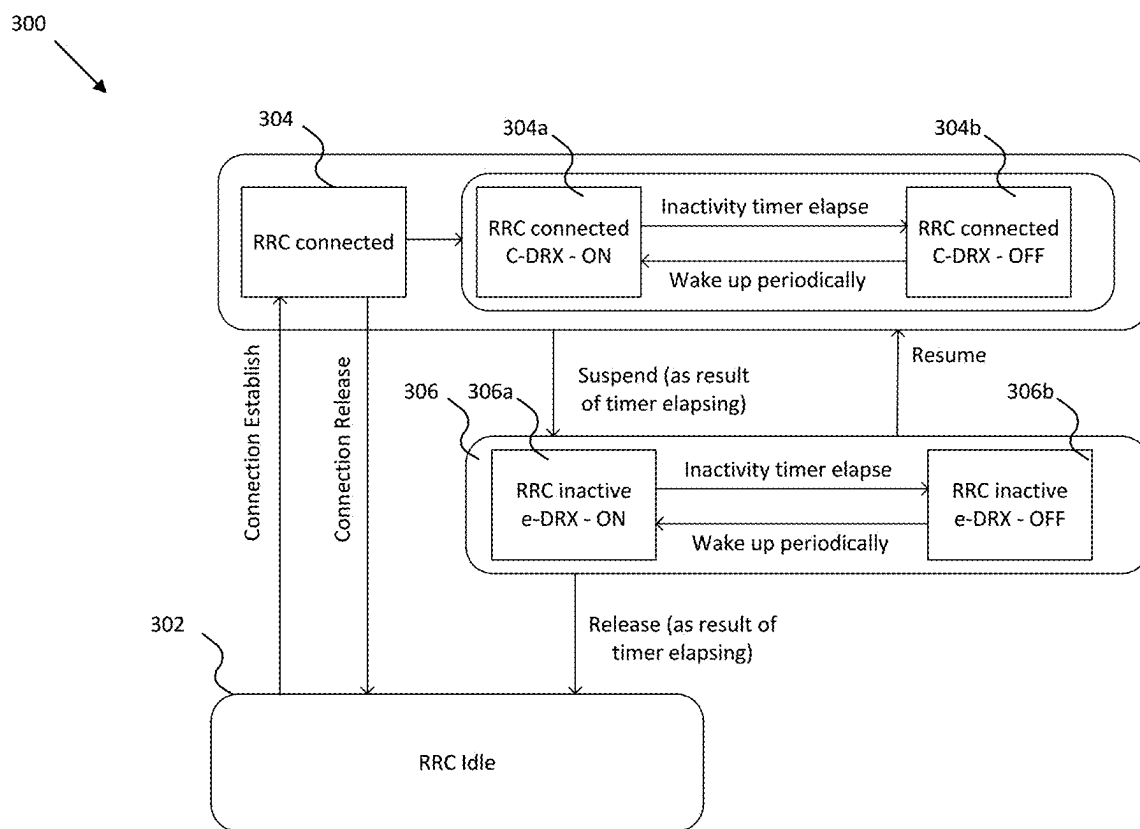 300
304
304a
304b
RRC connected
RRC connected
C-DRX - ON
Inactivity timer elapse
Wake up periodically
RRC connected
C-DRX - OFF
Connection Establish
Connection Release
Suspend (as result
of timer elapsing)
Resume
306
306a
306b
RRC inactive
e-DRX - ON
Inactivity timer elapse
Wake up periodically
RRC inactive
e-DRX - OFF
Release (as result of
timer elapsing)
302
RRC Idle